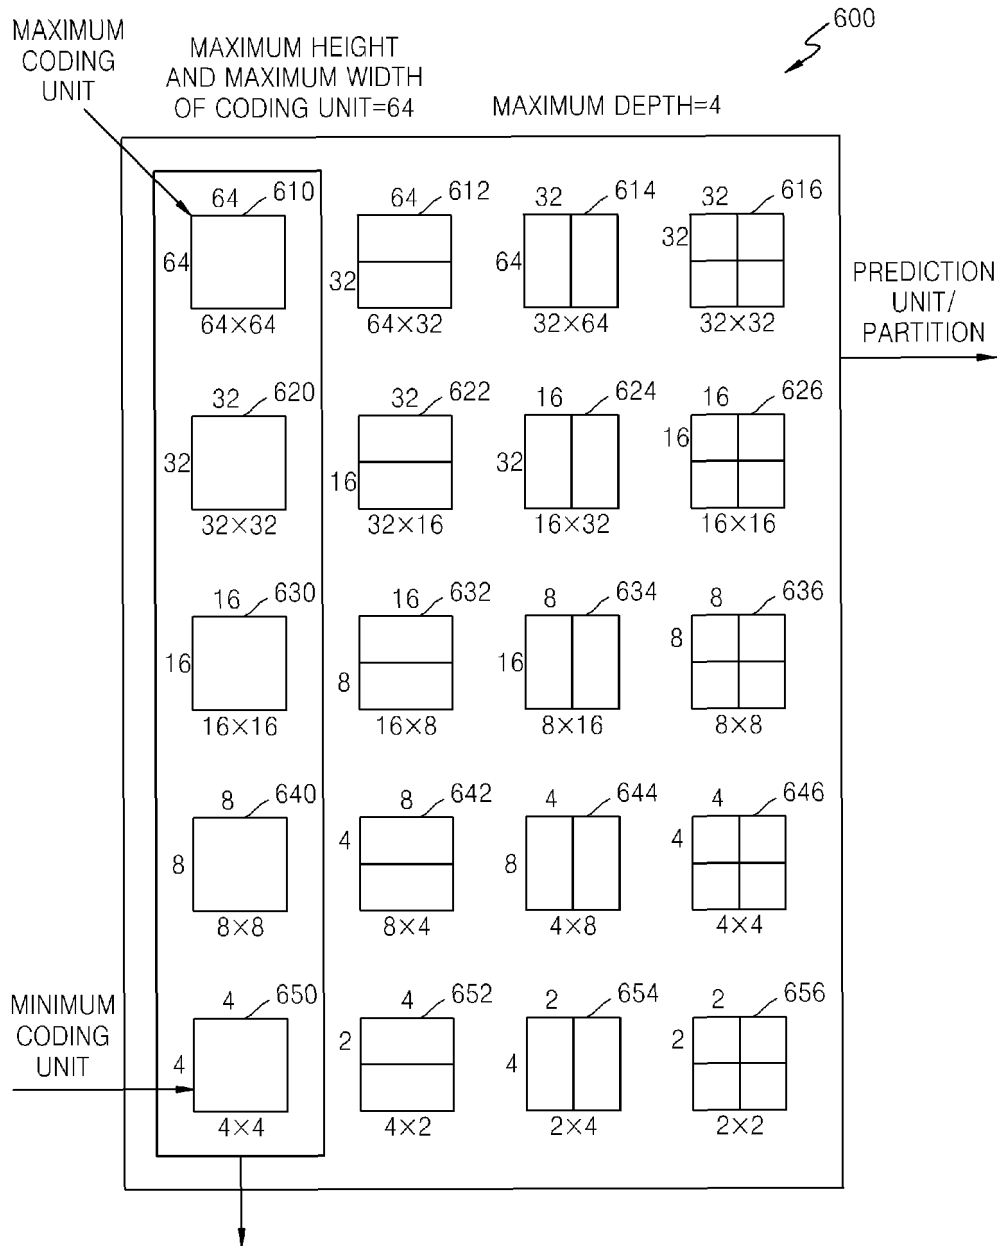 600
MAXIMUM
CODING
UNIT
MAXIMUM HEIGHT
AND MAXIMUM WIDTH
OF CODING UNIT=64
MAXIMUM DEPTH=4
64 610 64 612 32 614 32 616
64 32 64 32
64×64 64×32 32×64 32×32
PREDICTION
UNIT/
PARTITION
32 620 32 622 16 624 16 626
32 16 32 16
32×32 32×16 16×32 16×16
16 630 16 632 8 634 8 636
16 8 16 8
16×16 16×8 8×16 8×8
8 640 8 642 4 644 4 646
8 4 8 4
8×8 8×4 4×8 4×4
MINIMUM
CODING
UNIT
4 650 4 652 2 654 2 656
4 2 4 2
4×4 4×2 2×4 2×2